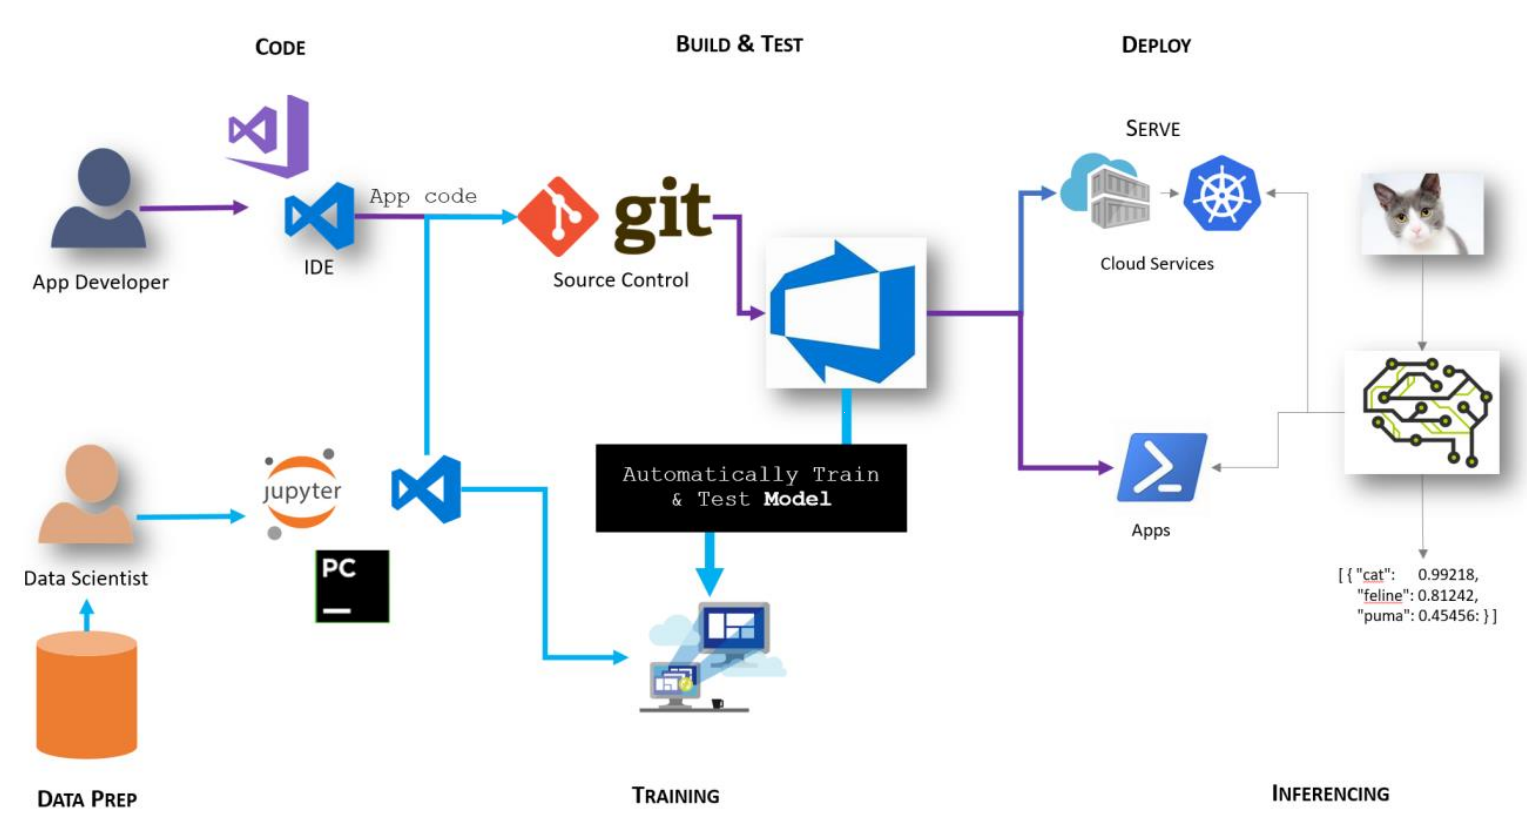 CODE
BUILD & TEST
DEPLOY
SERVE
App code
git
App Developer
IDE
Source Control
Cloud Services
Automatically Train
& Test Model
jupyter
PC
Data Scientist
Apps
[ { "cat": 0.99218,
"feline": 0.81242,
"puma": 0.45456: } ]
DATA PREP
TRAINING
INFERENCING